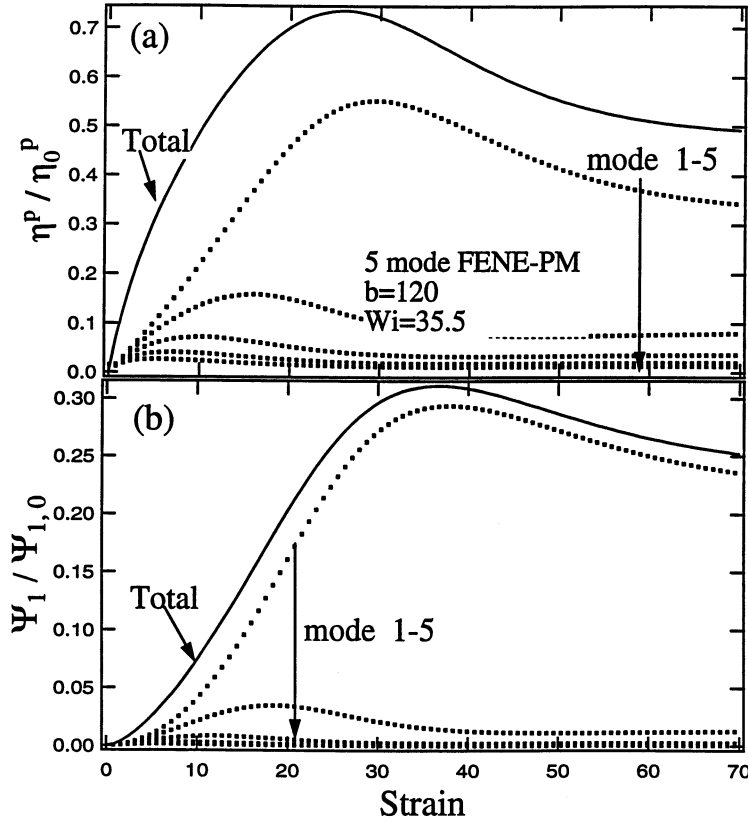 (a)
0.7
0.6
0.5
0.4
0.3
0.2
0.1
0.0
η^p / η_0^p
Total
mode 1-5
5 mode FENE-PM
b=120
Wi=35.5
(b)
0.30
0.25
0.20
0.15
0.10
0.05
0.00
Ψ_1 / Ψ_{1,0}
Total
mode 1-5
0 10 20 30 40 50 60 70
Strain